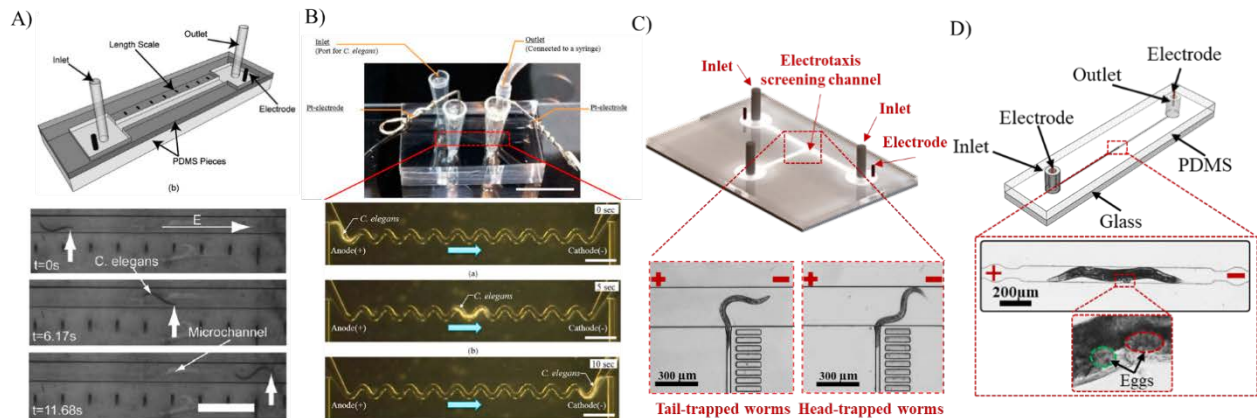 A)
Outlet
Length Scale
Inlet
Electrode
PDMS Pieces
(b)
E
t=0s
C. elegans
t=6.17s
Microchannel
t=11.68s
B)
Inlet
(Port for C. elegans)
Outlet
(Connected to a syringe)
Pt-electrode
Pt-electrode
0 sec
C. elegans
Anode(+)
Cathode(-)
(a)
5 sec
C. elegans
Anode(+)
Cathode(-)
(b)
10 sec
C. elegans
Anode(+)
Cathode(-)
C)
Electrotaxis
screening channel
Inlet
Inlet
Electrode
+
−
+
−
300 µm
300 µm
Tail-trapped worms
Head-trapped worms
D)
Electrode
Outlet
Electrode
Inlet
PDMS
Glass
+
−
200µm
Eggs